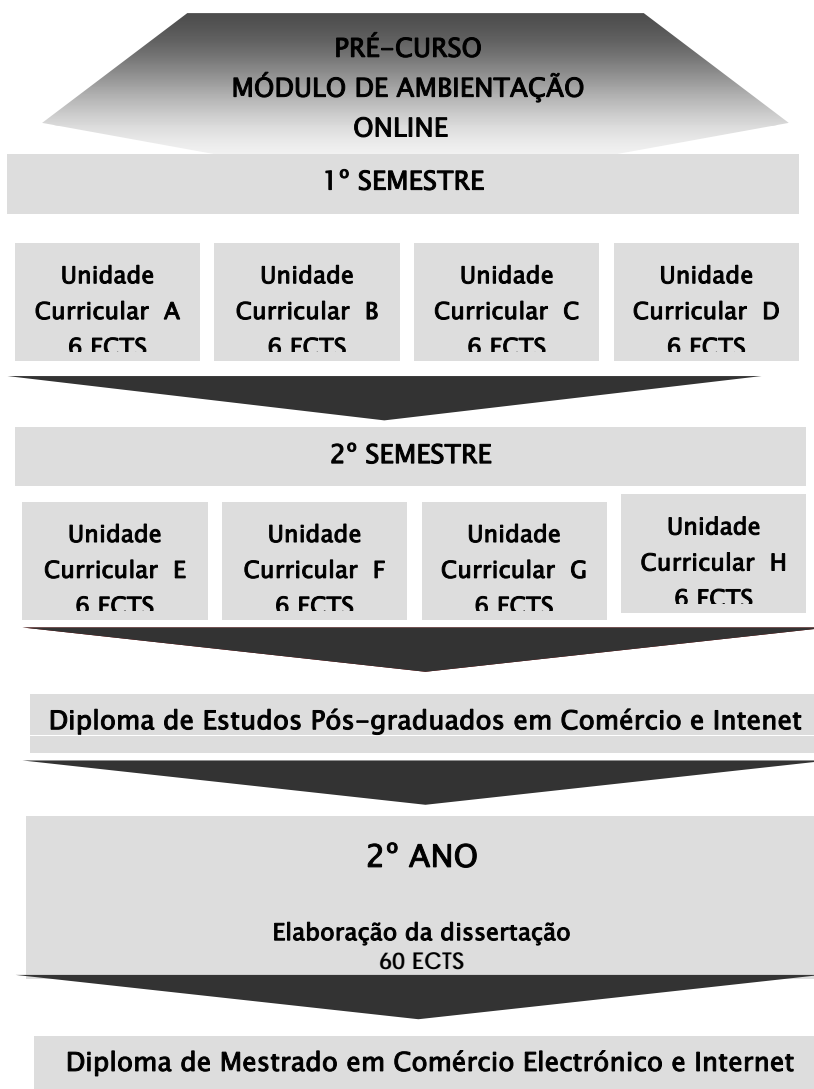 PRÉ-CURSO
MÓDULO DE AMBIENTAÇÃO
ONLINE
1º SEMESTRE
Unidade Curricular A 6 ECTS
Unidade Curricular B 6 ECTS
Unidade Curricular C 6 ECTS
Unidade Curricular D 6 ECTS
2º SEMESTRE
Unidade Curricular E 6 ECTS
Unidade Curricular F 6 ECTS
Unidade Curricular G 6 ECTS
Unidade Curricular H 6 ECTS
Diploma de Estudos Pós-graduados em Comércio e Intenet
2º ANO
Elaboração da dissertação
60 ECTS
Diploma de Mestrado em Comércio Electrónico e Internet